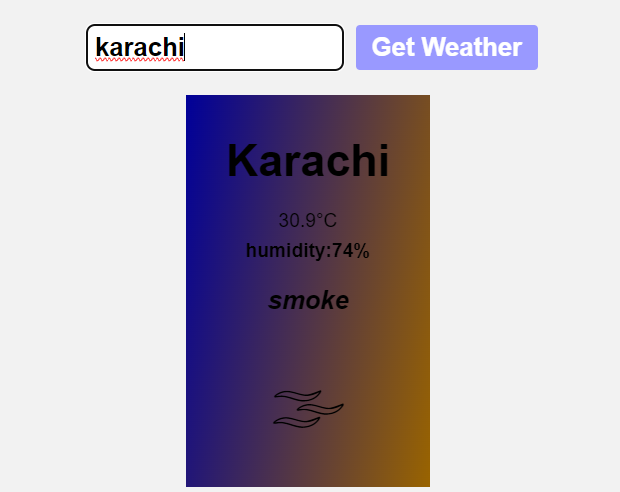 karachi
Get Weather
Karachi
30.9°C
humidity:74%
smoke